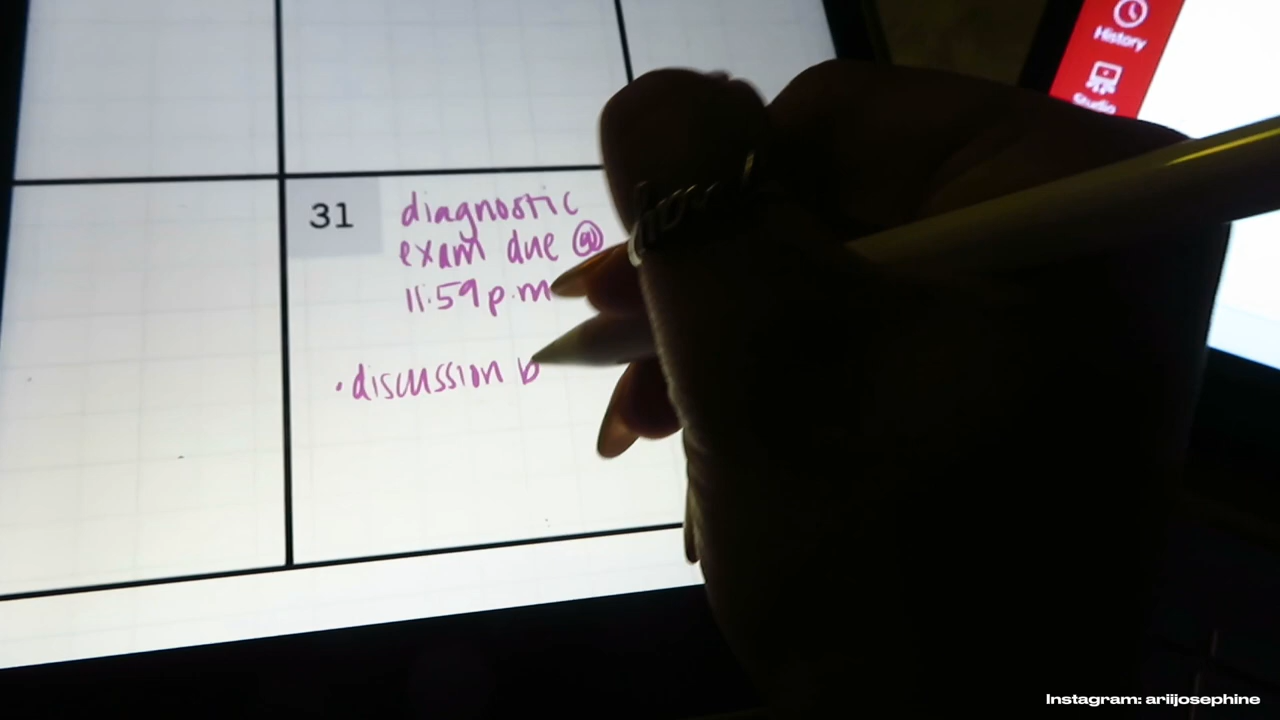 History
Studio
31
diagnostic
exam due @
11:59 p.m
• discussion b
Instagram: ariijosephine